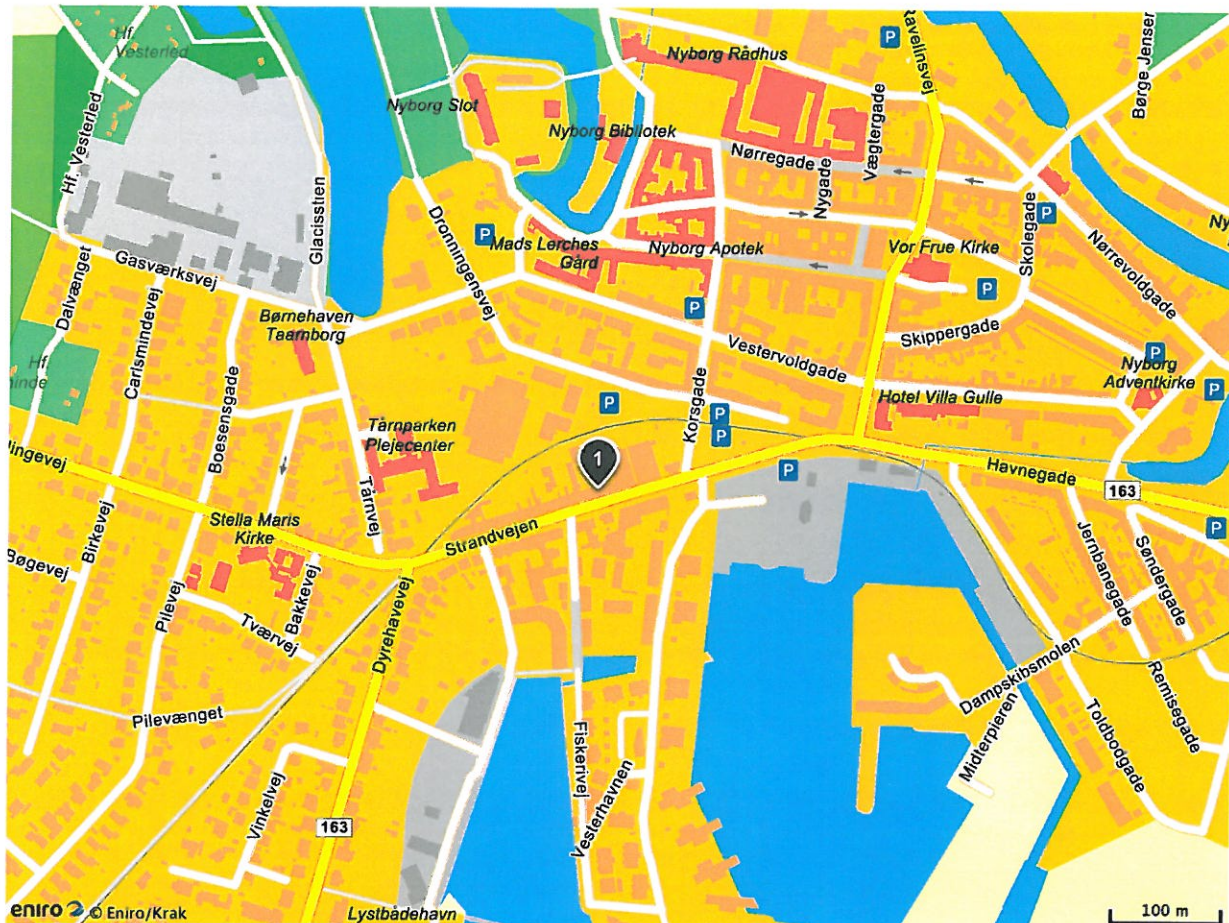 Hf.
Vesterled
Nyborg Rådhus
P
Ravelinsvej
Børge Jensen
Nyborg Slot
Nyborg Bibliotek
Hf. Vesterled
Glacisstien
Nørregade
Nygade
Vægtergade
Skolegade
P
Dronningensvej
P
Mads Lerches
Gård
Nyborg Apotek
Vor Frue Kirke
Nørrevoldgade
Ny
Dalvænget
Gasværksvej
Carlsmindevej
Børnehaven
Taarnborg
P
P
Skippergade
Hf.
Vestervoldgade
Nyborg
Adventkirke
P
Boesensgade
Hotel Villa Gulle
P
P
P
P
Korsgade
Tårnparken
Plejecenter
1
P
Havnegade
163
Tårnvej
Stella Maris
Kirke
Strandvejen
P
Birkevej
Bøgevej
Pilevej
Bakkevej
Tværvej
Dyrehavevej
Jernbanegade
Søndergade
Dampskibsmolen
Remisegade
Pilevænget
Fiskerivej
Midterpieren
Toldbodgade
Vinkelvej
163
Vesterhavnen
eniro © Eniro/Krak
Lystbådehavn
100 m